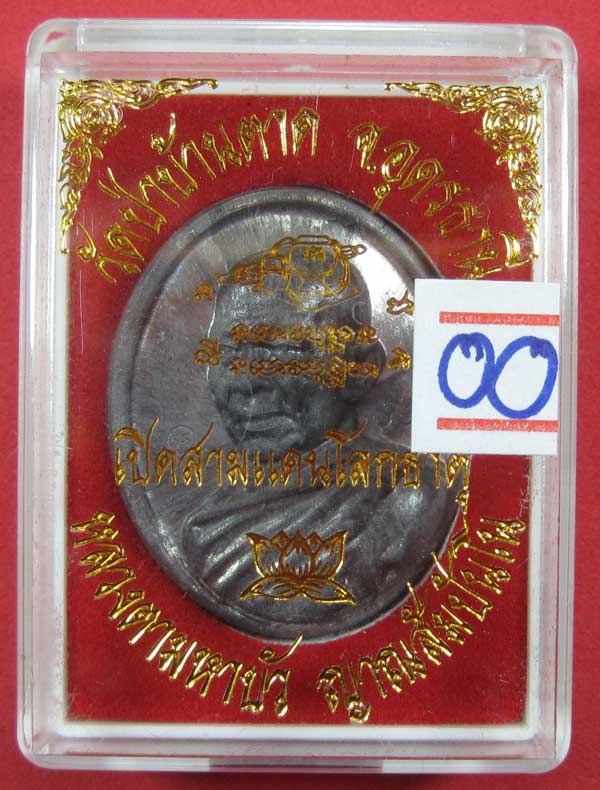 วัดป่าบ้านตาด จ.อุดรธานี
เปิดสามแดนโลกธาตุ
หลวงตามหาบัว ญาณสัมปันโน